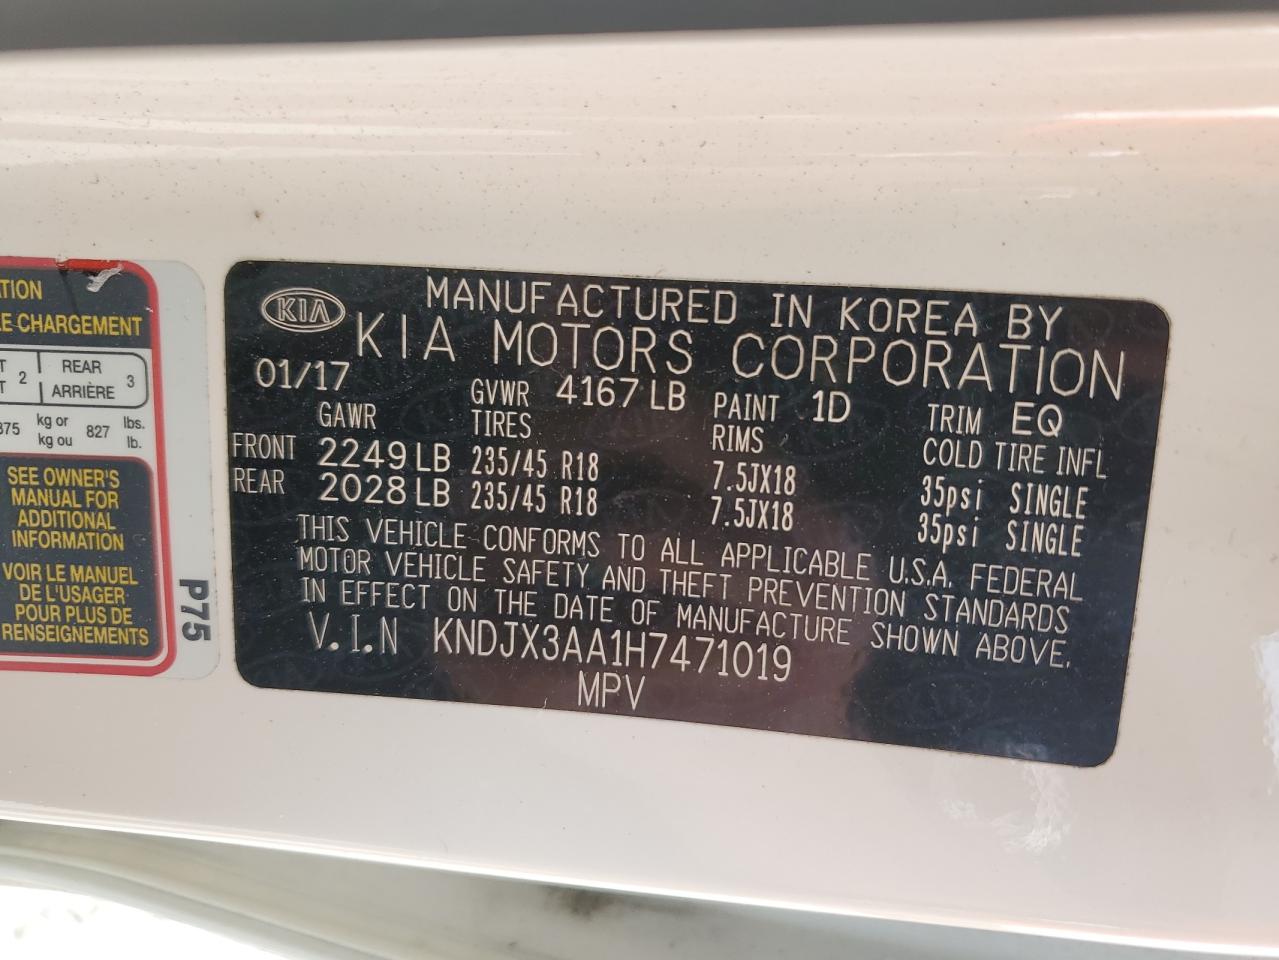 ATION
LE CHARGEMENT
T 2 REAR 3
T ARRIÈRE
375 kg or 827 lbs.
kg ou lb.
SEE OWNER'S
MANUAL FOR
ADDITIONAL
INFORMATION
VOIR LE MANUEL
DE L'USAGER
POUR PLUS DE
RENSEIGNEMENTS
P75
KIA
MANUFACTURED IN KOREA BY
KIA MOTORS CORPORATION
01/17 GVWR 4167 LB PAINT 1D TRIM EQ
GAWR TIRES RIMS COLD TIRE INFL
FRONT 2249 LB 235/45 R18 7.5JX18 35psi SINGLE
REAR 2028 LB 235/45 R18 7.5JX18 35psi SINGLE
THIS VEHICLE CONFORMS TO ALL APPLICABLE U.S.A. FEDERAL
MOTOR VEHICLE SAFETY AND THEFT PREVENTION STANDARDS
IN EFFECT ON THE DATE OF MANUFACTURE SHOWN ABOVE.
V.I.N KNDJX3AA1H7471019
MPV